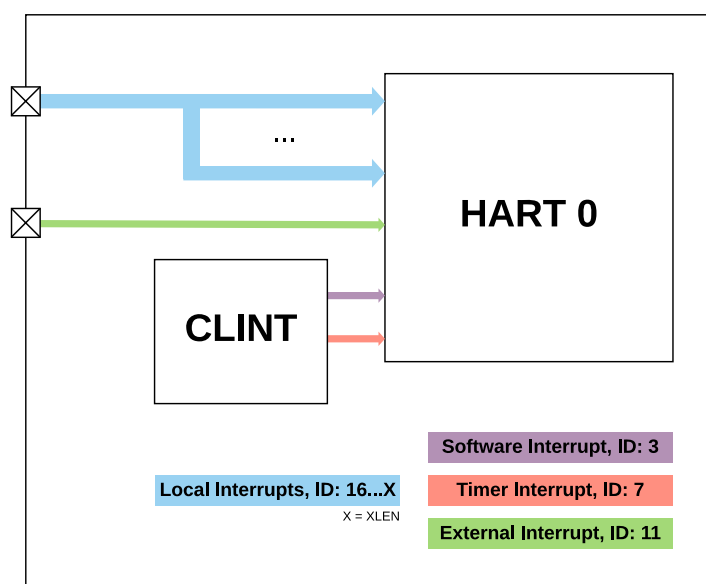 ...
HART 0
CLINT
Software Interrupt, ID: 3
Local Interrupts, ID: 16...X
Timer Interrupt, ID: 7
X = XLEN
External Interrupt, ID: 11